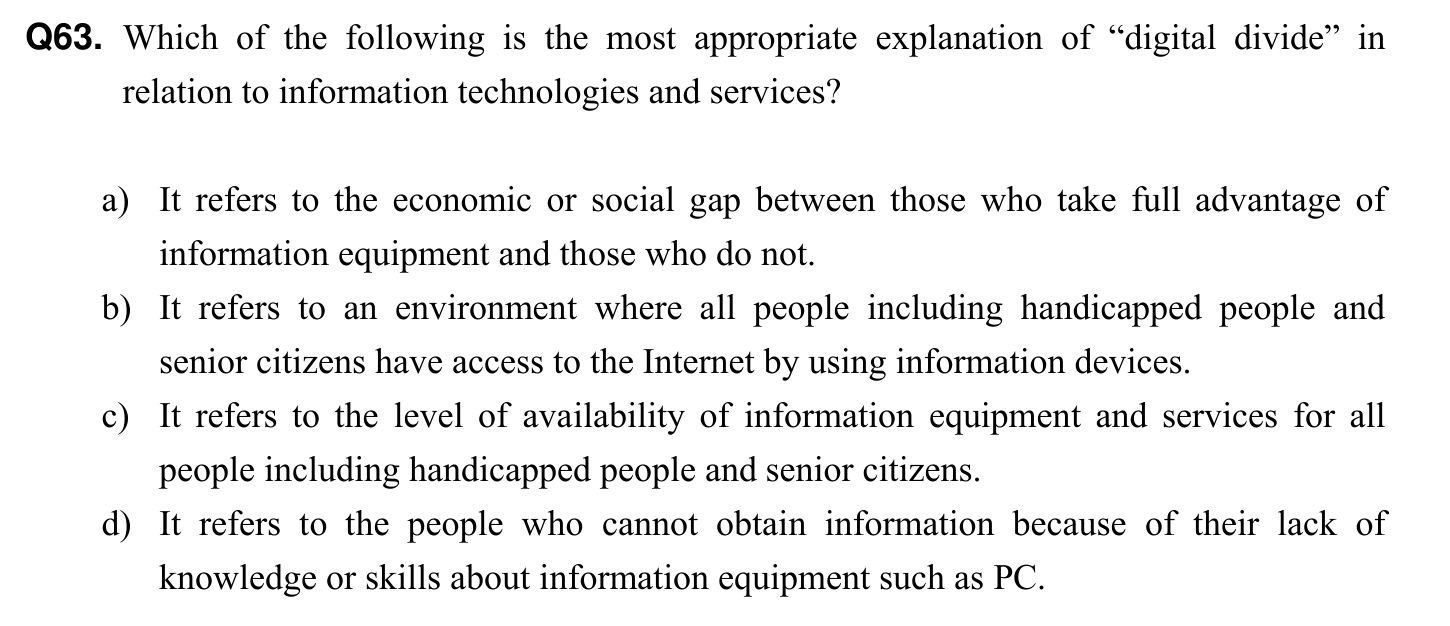 Q63. Which of the following is the most appropriate explanation of “digital divide” in
relation to information technologies and services?
a) It refers to the economic or social gap between those who take full advantage of
information equipment and those who do not.
b) It refers to an environment where all people including handicapped people and
senior citizens have access to the Internet by using information devices.
c) It refers to the level of availability of information equipment and services for all
people including handicapped people and senior citizens.
d) It refers to the people who cannot obtain information because of their lack of
knowledge or skills about information equipment such as PC.